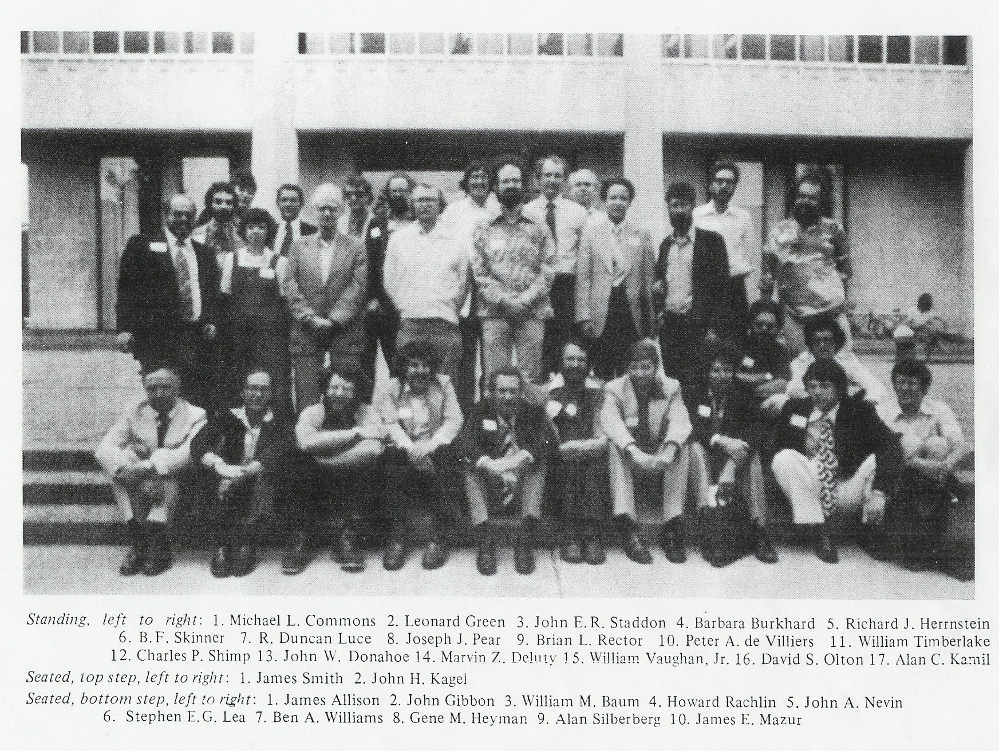 Standing, left to right: 1. Michael L. Commons 2. Leonard Green 3. John E.R. Staddon 4. Barbara Burkhard 5. Richard J. Herrnstein
6. B.F. Skinner 7. R. Duncan Luce 8. Joseph J. Pear 9. Brian L. Rector 10. Peter A. de Villiers 11. William Timberlake
12. Charles P. Shimp 13. John W. Donahoe 14. Marvin Z. Deluty 15. William Vaughan, Jr. 16. David S. Olton 17. Alan C. Kamil
Seated, top step, left to right: 1. James Smith 2. John H. Kagel
Seated, bottom step, left to right: 1. James Allison 2. John Gibbon 3. William M. Baum 4. Howard Rachlin 5. John A. Nevin
6. Stephen E.G. Lea 7. Ben A. Williams 8. Gene M. Heyman 9. Alan Silberberg 10. James E. Mazur